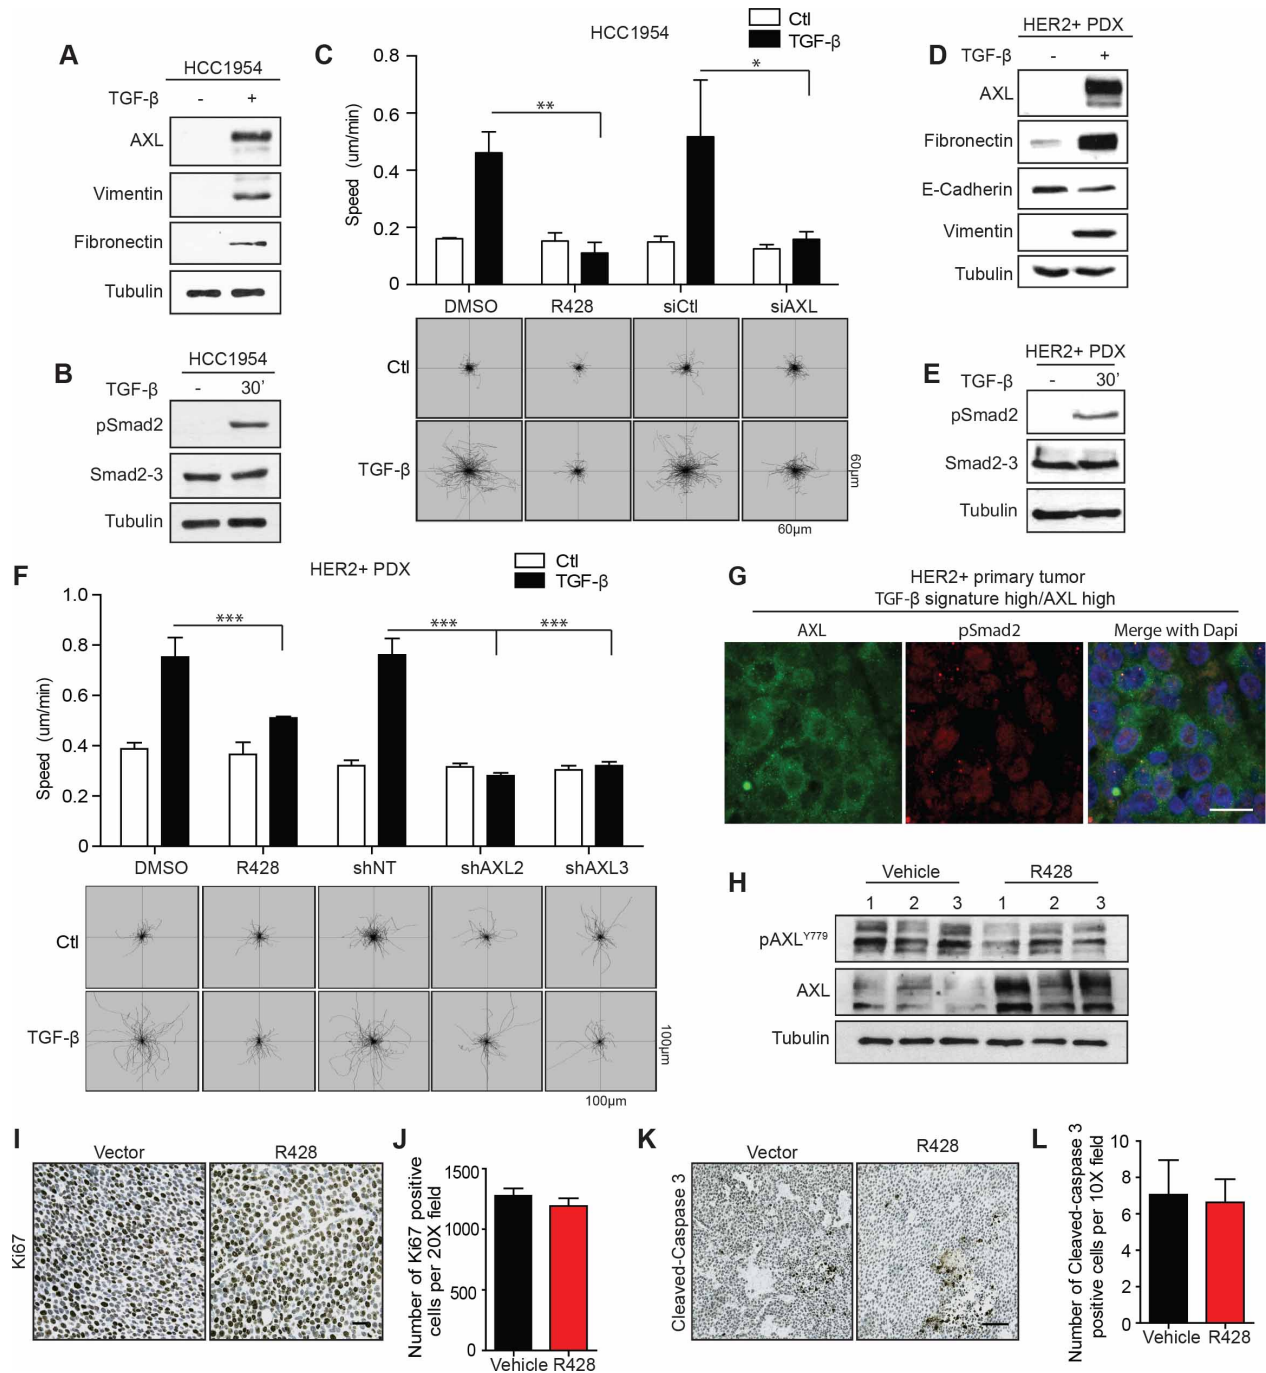 A
HCC1954
TGF-β - +
AXL
Vimentin
Fibronectin
Tubulin
B
HCC1954
TGF-β - 30'
pSmad2
Smad2-3
Tubulin
C
HCC1954
Ctl
TGF-β
** *
Speed (um/min)
0.8
0.6
0.4
0.2
0
DMSO R428 siCtl siAXL
Ctl
TGF-β
60μm
60μm
D
HER2+ PDX
TGF-β - +
AXL
Fibronectin
E-Cadherin
Vimentin
Tubulin
E
HER2+ PDX
TGF-β - 30'
pSmad2
Smad2-3
Tubulin
F
HER2+ PDX
Ctl
TGF-β
*** *** ***
Speed (um/min)
1.0
0.8
0.6
0.4
0.2
0
DMSO R428 shNT shAXL2 shAXL3
Ctl
TGF-β
100μm
100μm
G
HER2+ primary tumor
TGF-β signature high/AXL high
AXL pSmad2 Merge with Dapi
H
Vehicle R428
1 2 3 1 2 3
pAXLY779
AXL
Tubulin
I
Vector R428
Ki67
J
Number of Ki67 positive
cells per 20X field
1500
1000
500
0
Vehicle R428
K
Vector R428
Cleaved-Caspase 3
L
Number of Cleaved-caspase 3
positive cells per 10X field
10
8
6
4
2
0
Vehicle R428